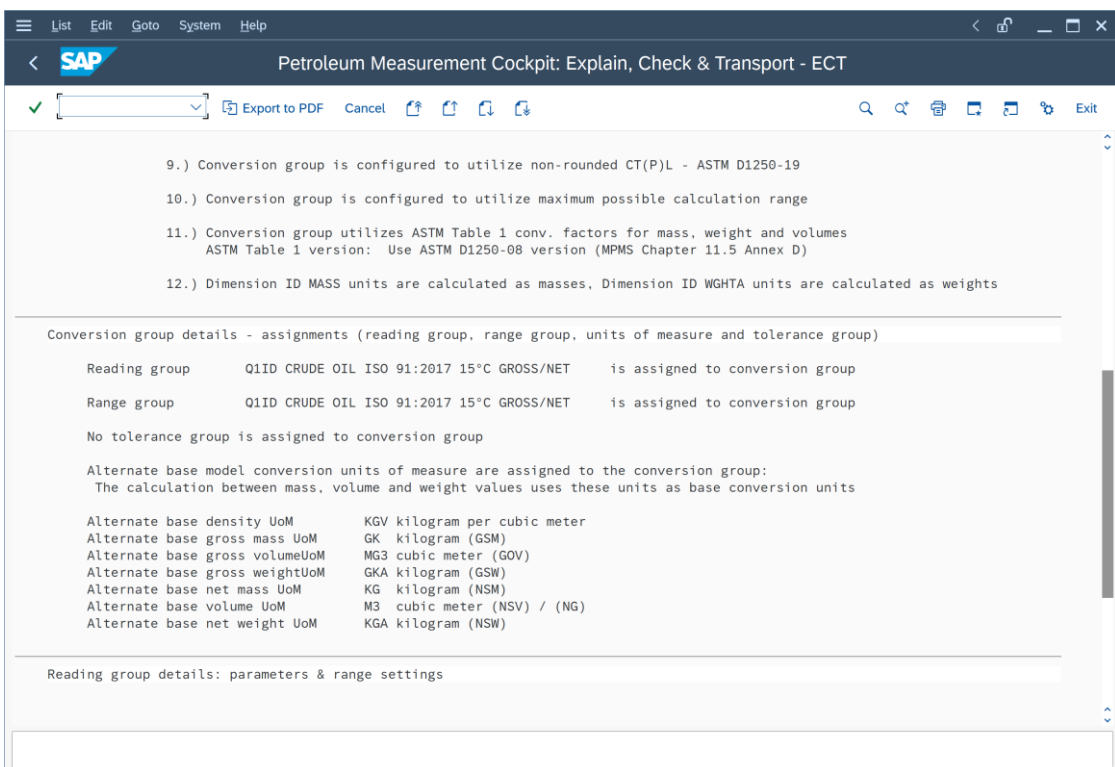 List Edit Goto System Help
SAP Petroleum Measurement Cockpit: Explain, Check & Transport - ECT
Export to PDF Cancel Exit
9.) Conversion group is configured to utilize non-rounded CT(P)L - ASTM D1250-19
10.) Conversion group is configured to utilize maximum possible calculation range
11.) Conversion group utilizes ASTM Table 1 conv. factors for mass, weight and volumes
ASTM Table 1 version: Use ASTM D1250-08 version (MPMS Chapter 11.5 Annex D)
12.) Dimension ID MASS units are calculated as masses, Dimension ID WGHTA units are calculated as weights
Conversion group details - assignments (reading group, range group, units of measure and tolerance group)
Reading group Q1ID CRUDE OIL ISO 91:2017 15°C GROSS/NET is assigned to conversion group
Range group Q1ID CRUDE OIL ISO 91:2017 15°C GROSS/NET is assigned to conversion group
No tolerance group is assigned to conversion group
Alternate base model conversion units of measure are assigned to the conversion group:
The calculation between mass, volume and weight values uses these units as base conversion units
Alternate base density UoM KGV kilogram per cubic meter
Alternate base gross mass UoM GK kilogram (GSM)
Alternate base gross volumeUoM MG3 cubic meter (GOV)
Alternate base gross weightUoM GKA kilogram (GSW)
Alternate base net mass UoM KG kilogram (NSM)
Alternate base volume UoM M3 cubic meter (NSV) / (NG)
Alternate base net weight UoM KGA kilogram (NSW)
Reading group details: parameters & range settings